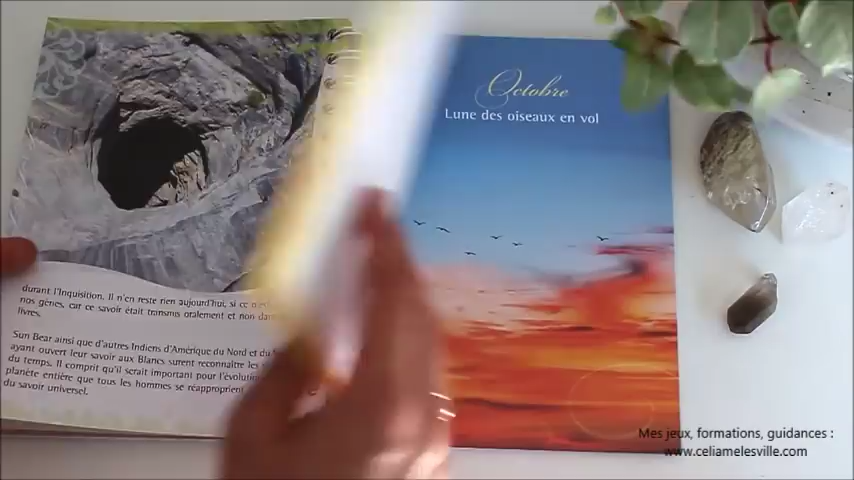 durant l'Inquisition. Il n'en reste rien aujourd'hui, si ce
nos gènes, car ce savoir était transmis oralement et non
livres.
Sun Bear ainsi que d'autres Indiens d'Amérique du Nord et du
ayant ouvert leur savoir aux Blancs surent reconnaître les
du temps. Il comprit qu'il serait important pour l'évolution
planète entière que tous les hommes se réapproprient
du savoir universel.
Octobre
Lune des oiseaux en vol
Mes jeux, formations, guidances :
www.celiamelesville.com